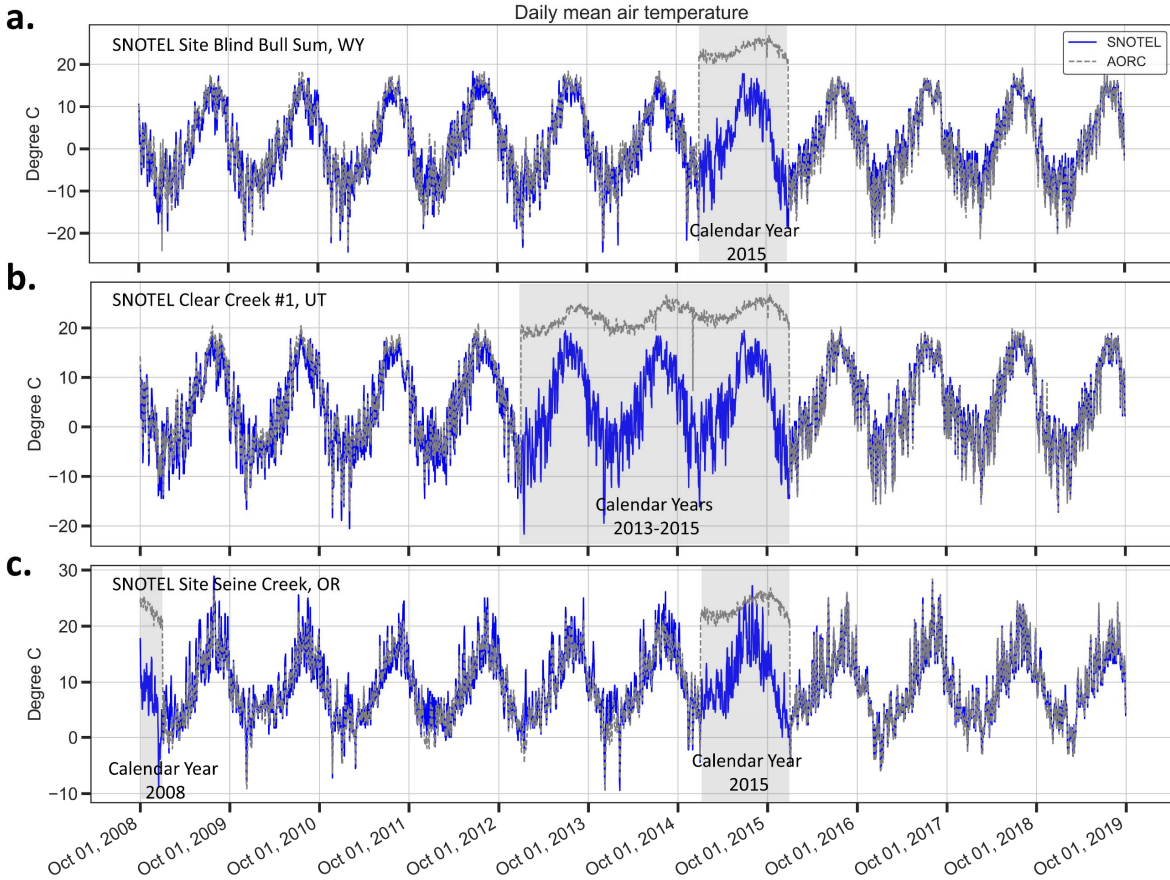 Daily mean air temperature
a.
SNOTEL Site Blind Bull Sum, WY
SNOTEL
AORC
20
10
0
−10
−20
Degree C
Calendar Year
2015
b.
SNOTEL Clear Creek #1, UT
20
10
0
−10
−20
Degree C
Calendar Years
2013-2015
c.
SNOTEL Site Seine Creek, OR
30
20
10
0
−10
Degree C
Calendar Year
2008
Calendar Year
2015
Oct 01, 2008
Oct 01, 2009
Oct 01, 2010
Oct 01, 2011
Oct 01, 2012
Oct 01, 2013
Oct 01, 2014
Oct 01, 2015
Oct 01, 2016
Oct 01, 2017
Oct 01, 2018
Oct 01, 2019